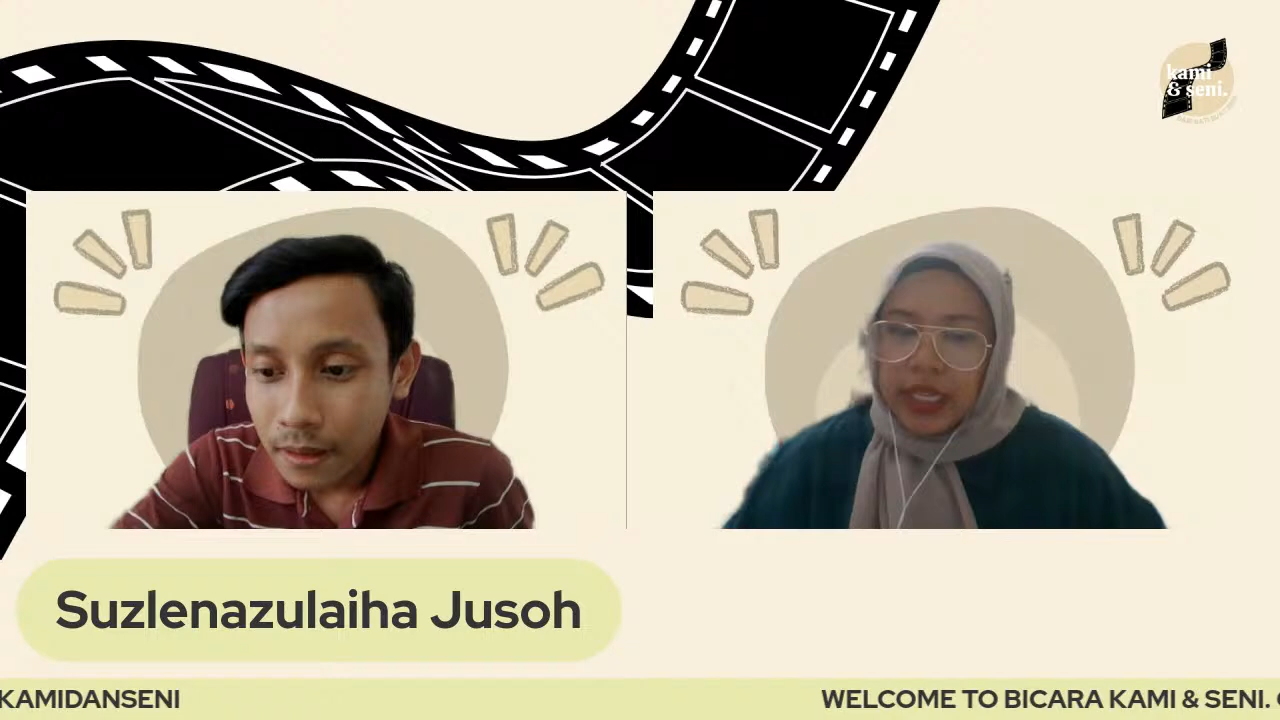 kami
& seni.
Suzlenazulaiha Jusoh
KAMIDANSENI
WELCOME TO BICARA KAMI & SENI.